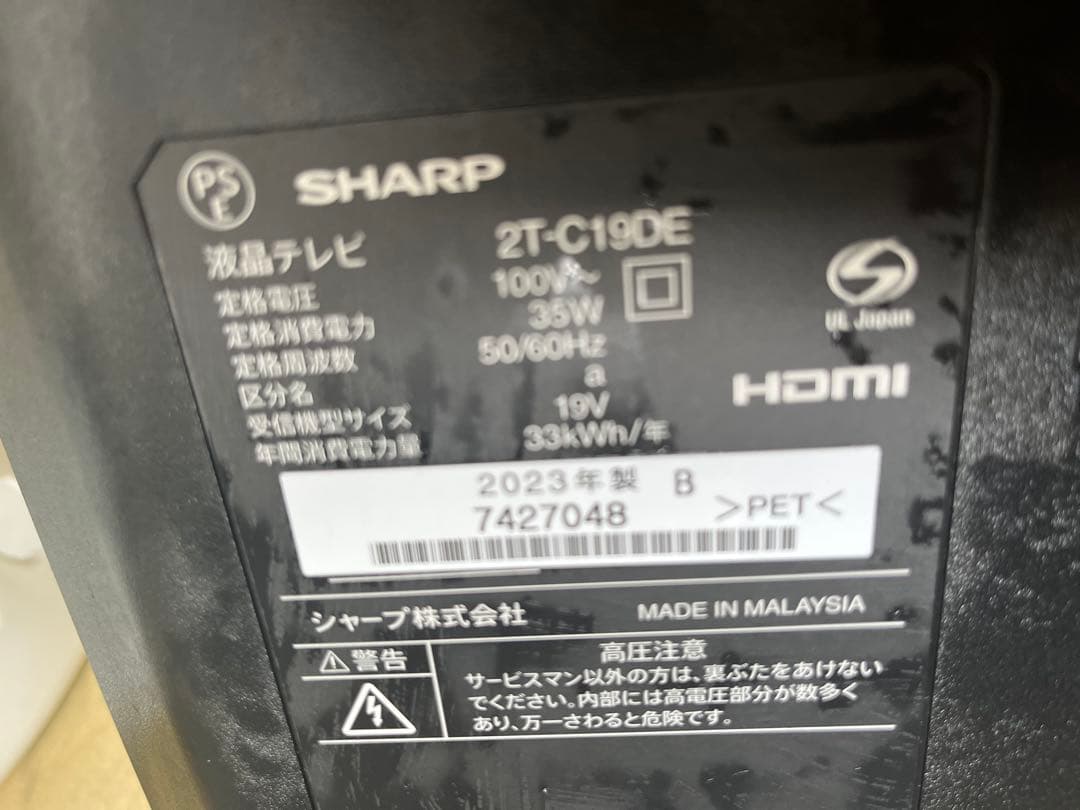 PSE
SHARP
液晶テレビ 2T-C19DE
定格電圧 100V~
定格消費電力 35W
定格周波数 50/60Hz
区分名 a
受信機型サイズ 19V
年間消費電力量 33kWh/年
UL Japan
HDMI
2023年製 B
7427048 >PET<
シャープ株式会社 MADE IN MALAYSIA
⚠警告
高圧注意
サービスマン以外の方は、裏ぶたをあけない
でください。内部には高電圧部分が数多く
あり、万一さわると危険です。